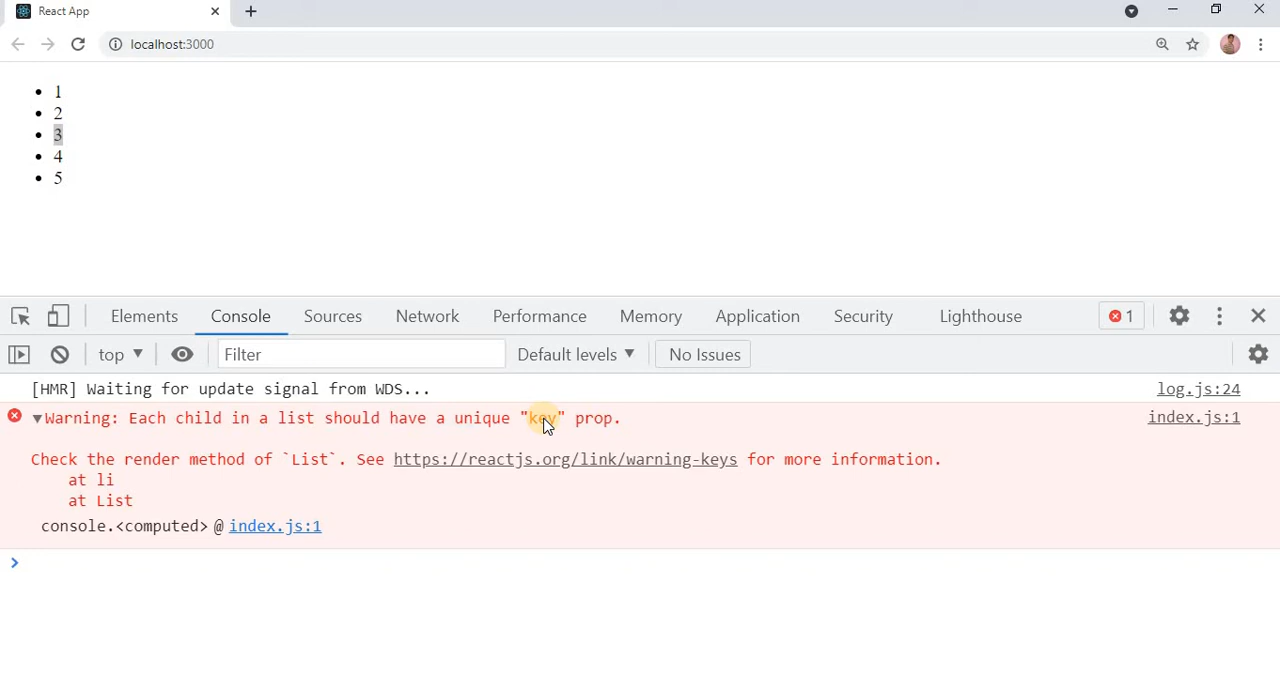 React App
localhost:3000
1
2
3
4
5
Elements Console Sources Network Performance Memory Application Security Lighthouse 1
top Filter Default levels No Issues
[HMR] Waiting for update signal from WDS... log.js:24
Warning: Each child in a list should have a unique "key" prop. index.js:1
Check the render method of `List`. See https://reactjs.org/link/warning-keys for more information.
at li
at List
console.<computed> @ index.js:1